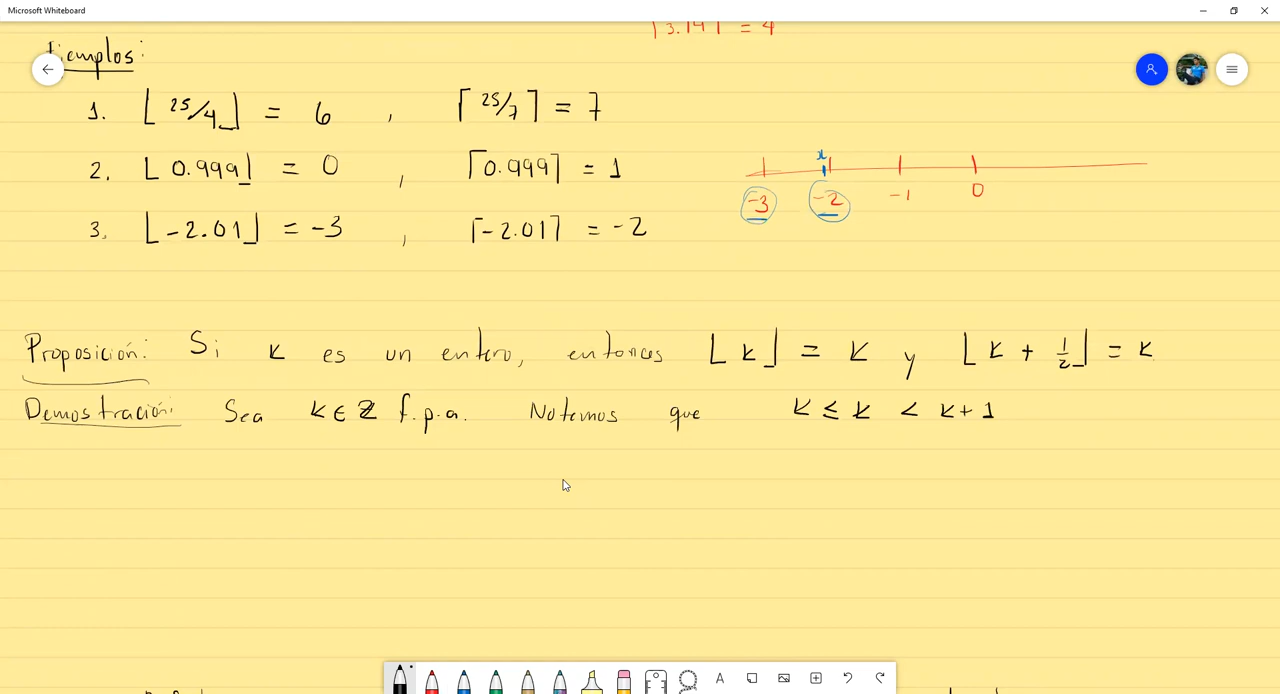 Microsoft Whiteboard
⌈3.14⌉ = 4
Ejemplos:
1. ⌊25/4⌋ = 6 , ⌈25/7⌉ = 7
2. ⌊0.999⌋ = 0 , ⌈0.999⌉ = 1
x
-3 -2 -1 0
3. ⌊-2.01⌋ = -3 , ⌈-2.01⌉ = -2
Proposición: Si k es un entero, entonces ⌊k⌋ = k y ⌊k + 1/2⌋ = k
Demostración: Sea k ∈ ℤ f.p.a. Notemos que k ≤ k < k+1